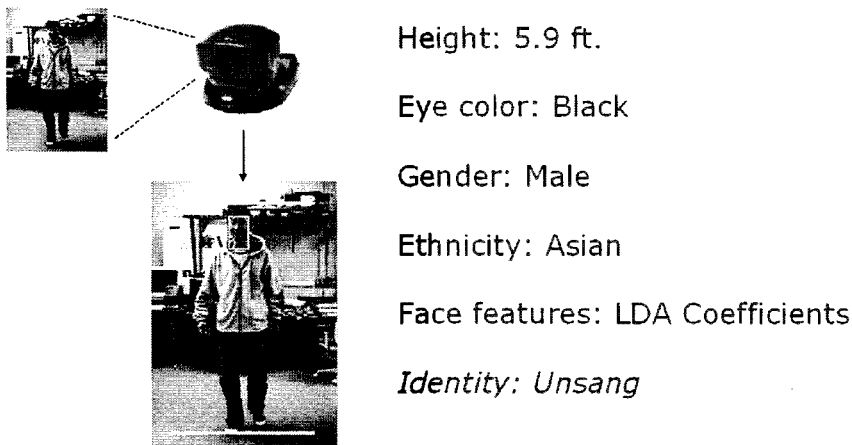 Height: 5.9 ft.
Eye color: Black
Gender: Male
Ethnicity: Asian
Face features: LDA Coefficients
Identity: Unsang